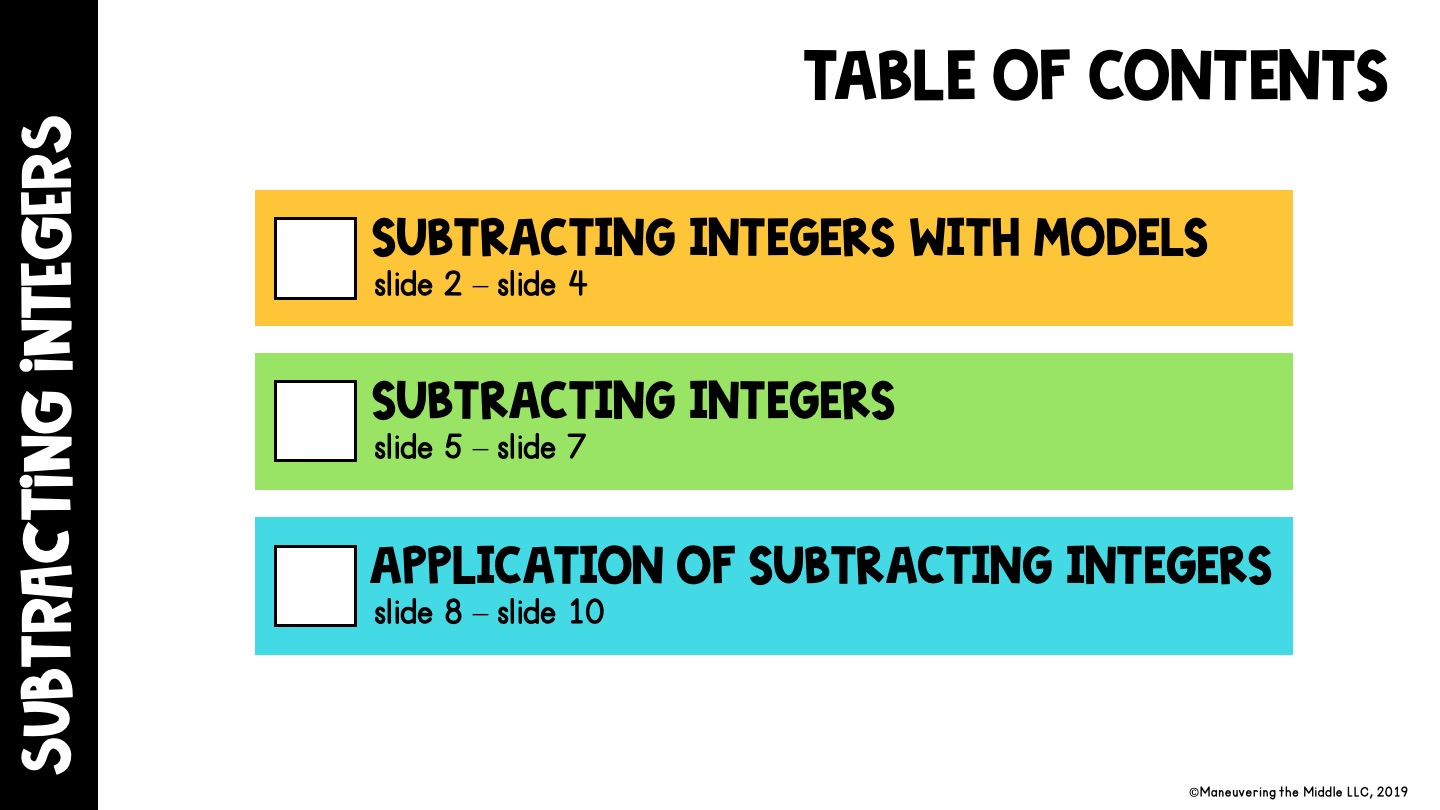 SUBTRACTING INTEGERS
TABLE OF CONTENTS
SUBTRACTING INTEGERS WITH MODELS
slide 2 – slide 4
SUBTRACTING INTEGERS
slide 5 – slide 7
APPLICATION OF SUBTRACTING INTEGERS
slide 8 – slide 10
©Maneuvering the Middle LLC, 2019